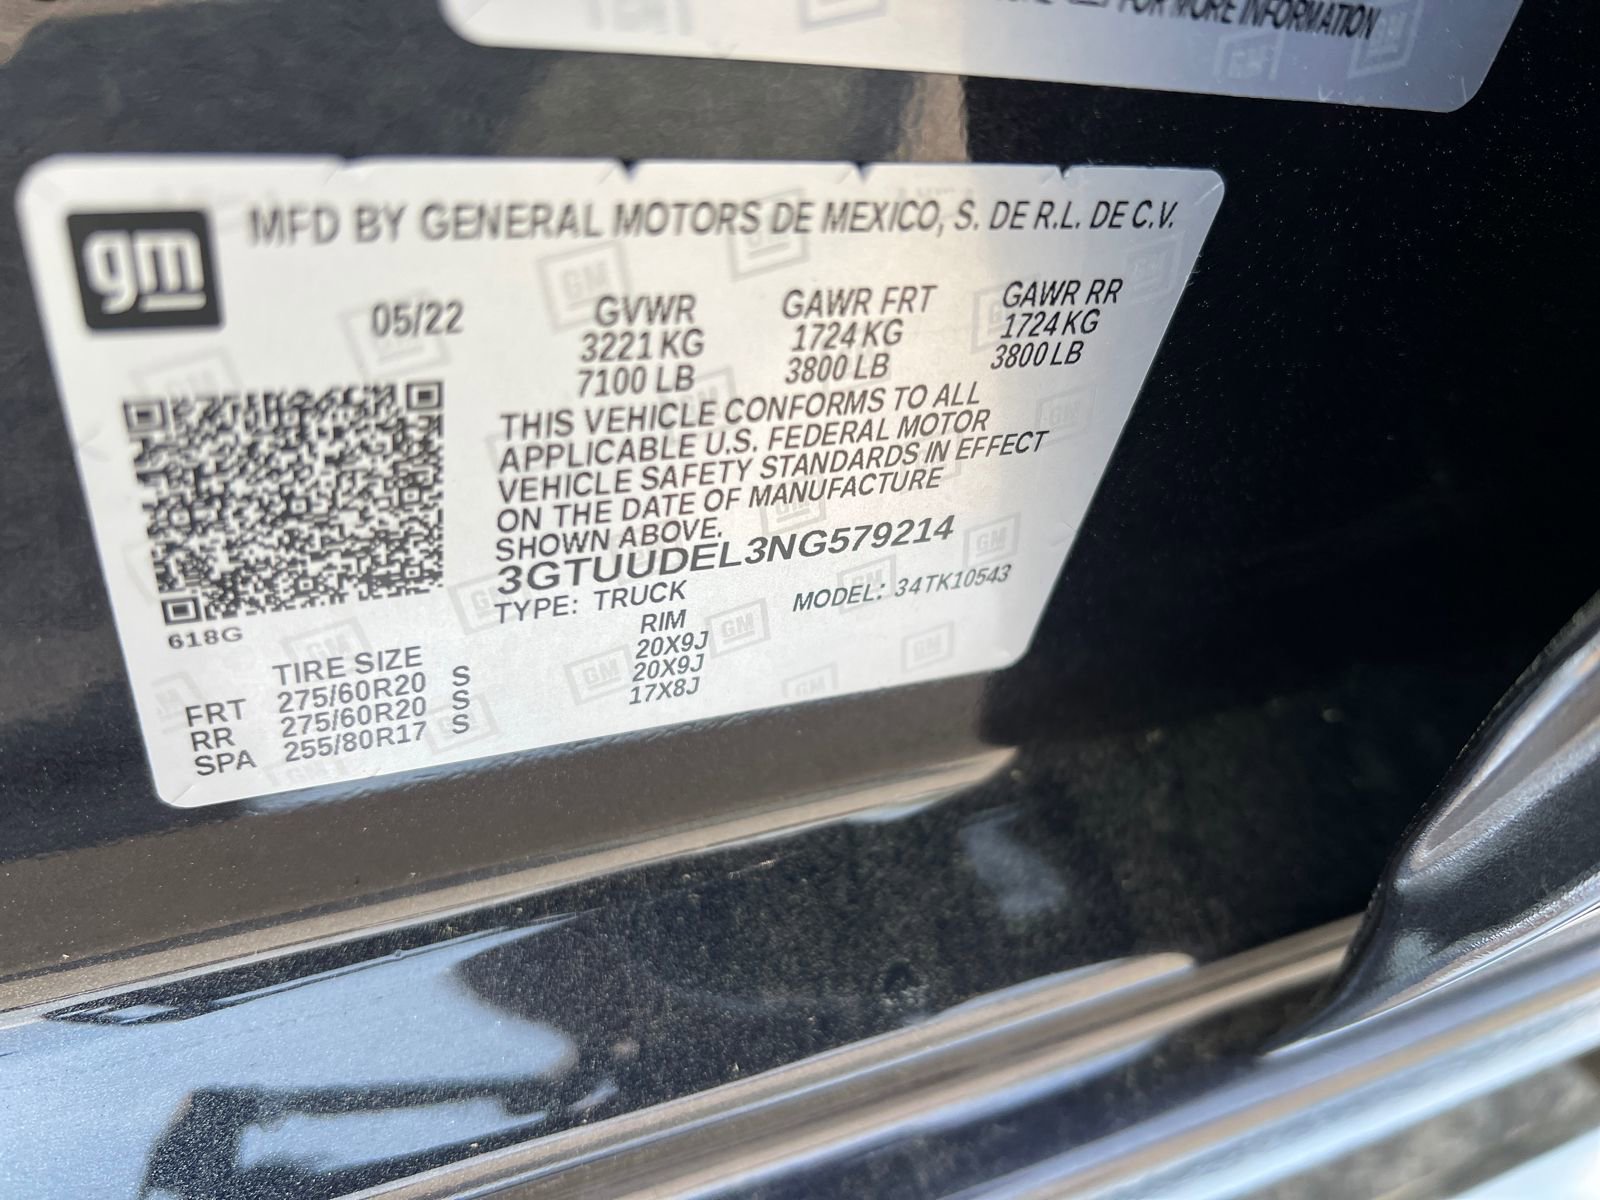 FOR MORE INFORMATION
gm
MFD BY GENERAL MOTORS DE MEXICO, S. DE R.L. DE C.V.
05/22 GVWR GAWR FRT GAWR RR
3221 KG 1724 KG 1724 KG
7100 LB 3800 LB 3800 LB
THIS VEHICLE CONFORMS TO ALL
APPLICABLE U.S. FEDERAL MOTOR
VEHICLE SAFETY STANDARDS IN EFFECT
ON THE DATE OF MANUFACTURE
SHOWN ABOVE.
3GTUUDEL3NG579214
TYPE: TRUCK MODEL: 34TK10543
618G
TIRE SIZE RIM
FRT 275/60R20 S 20X9J
RR 275/60R20 S 20X9J
SPA 255/80R17 S 17X8J